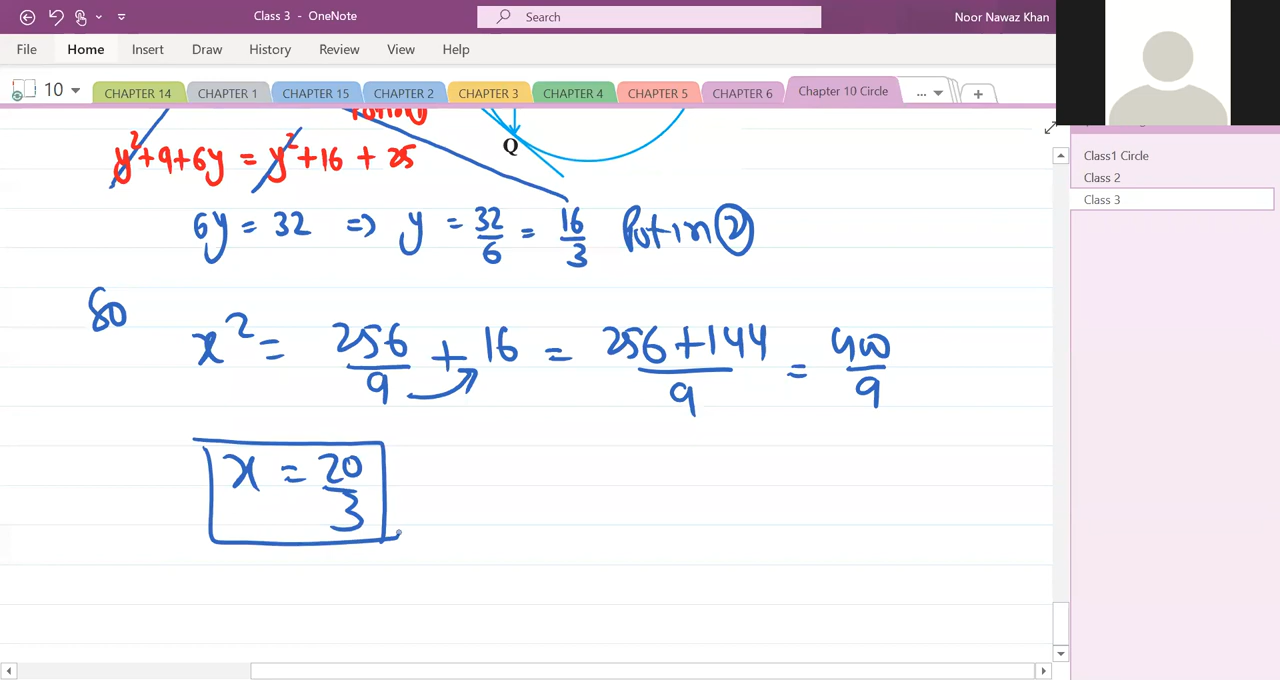 Class 3 - OneNote
Search
Noor Nawaz Khan
File Home Insert Draw History Review View Help
10 CHAPTER 14 CHAPTER 1 CHAPTER 15 CHAPTER 2 CHAPTER 3 CHAPTER 4 CHAPTER 5 CHAPTER 6 Chapter 10 Circle ... +
Class1 Circle
Class 2
Class 3
Q
y²+9+6y = y²+16+25
6y = 32 => y = 32/6 = 16/3 Put in ②
So
x² = 256/9 + 16 = 256+144/9 = 400/9
x = 20/3